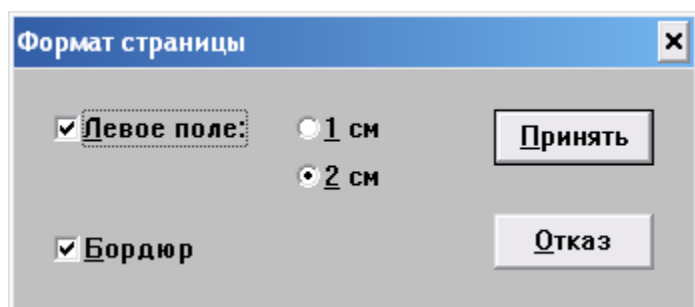 Формат страницы
Левое поле: 1 см
2 см
Принять
Бордюр
Отказ